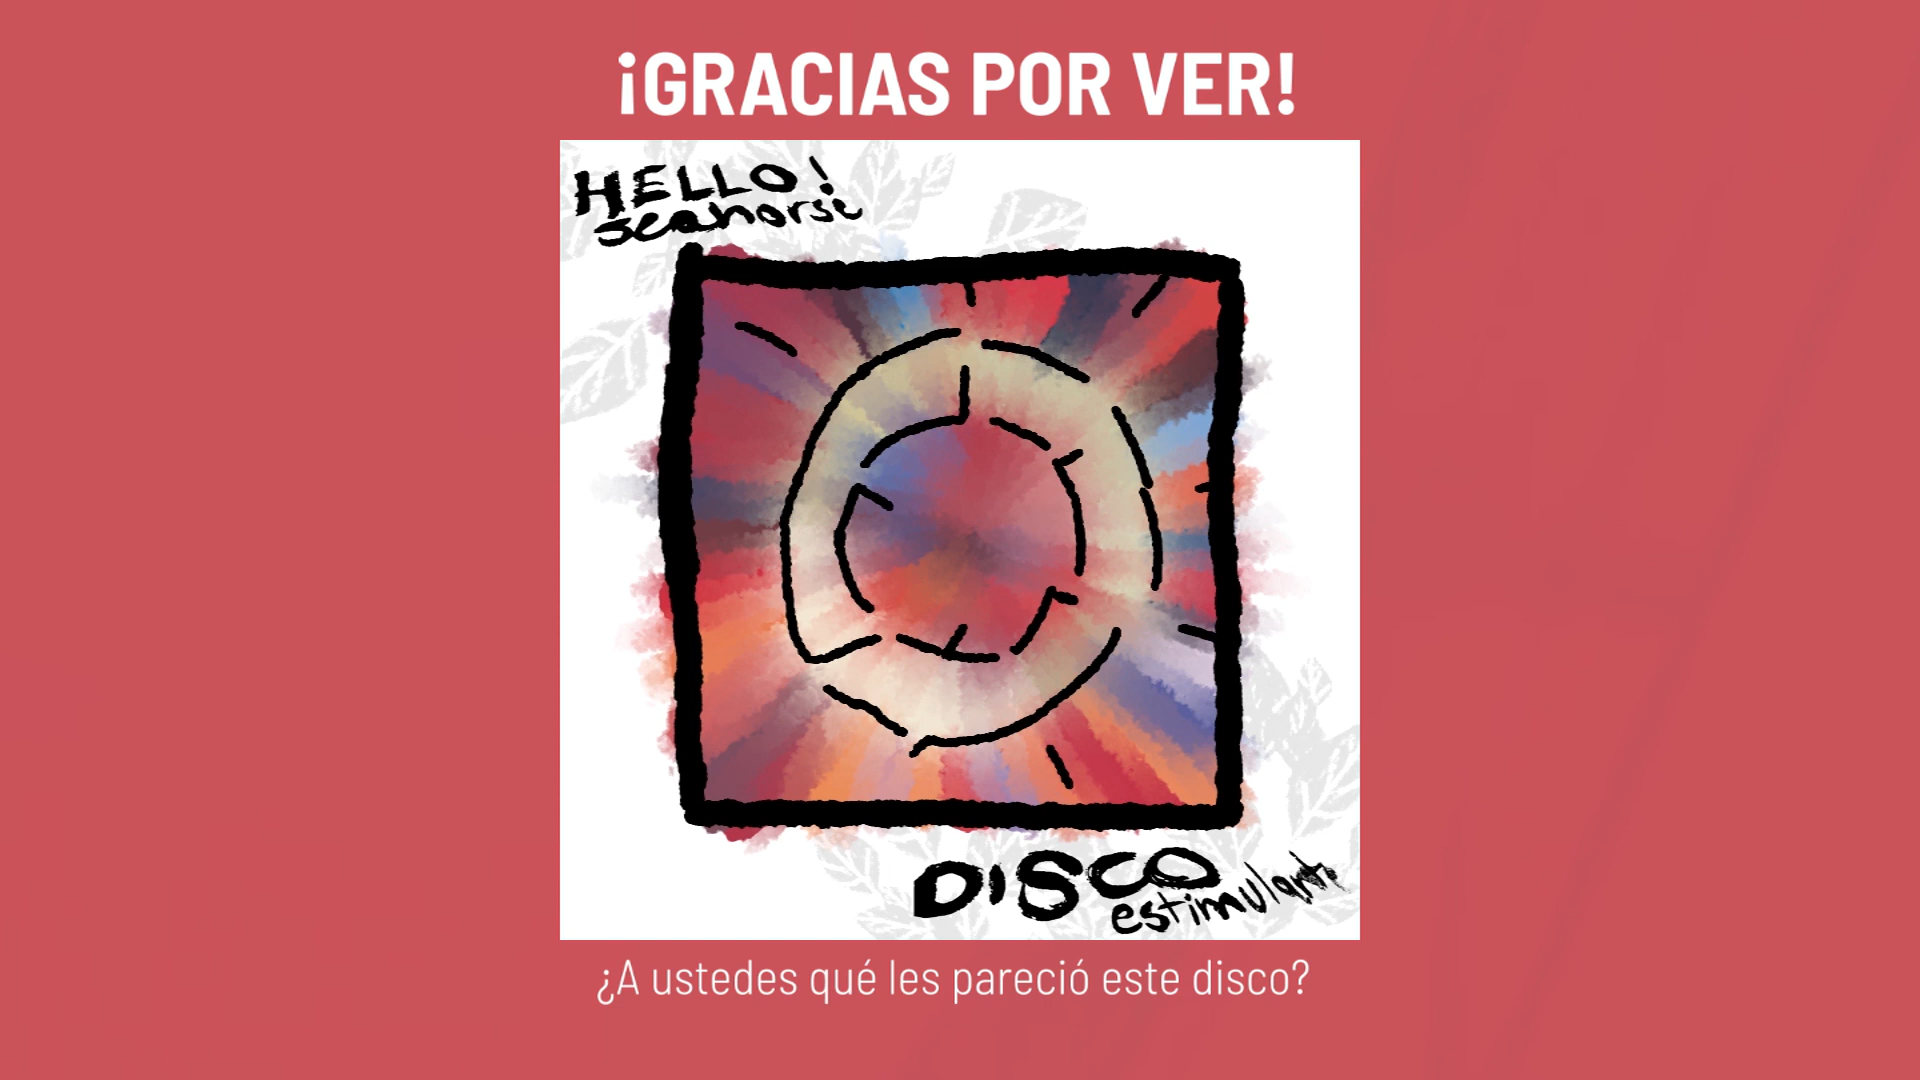 ¡GRACIAS POR VER!
HELLO!
seahorse
DISCO
estimulante
¿A ustedes qué les pareció este disco?